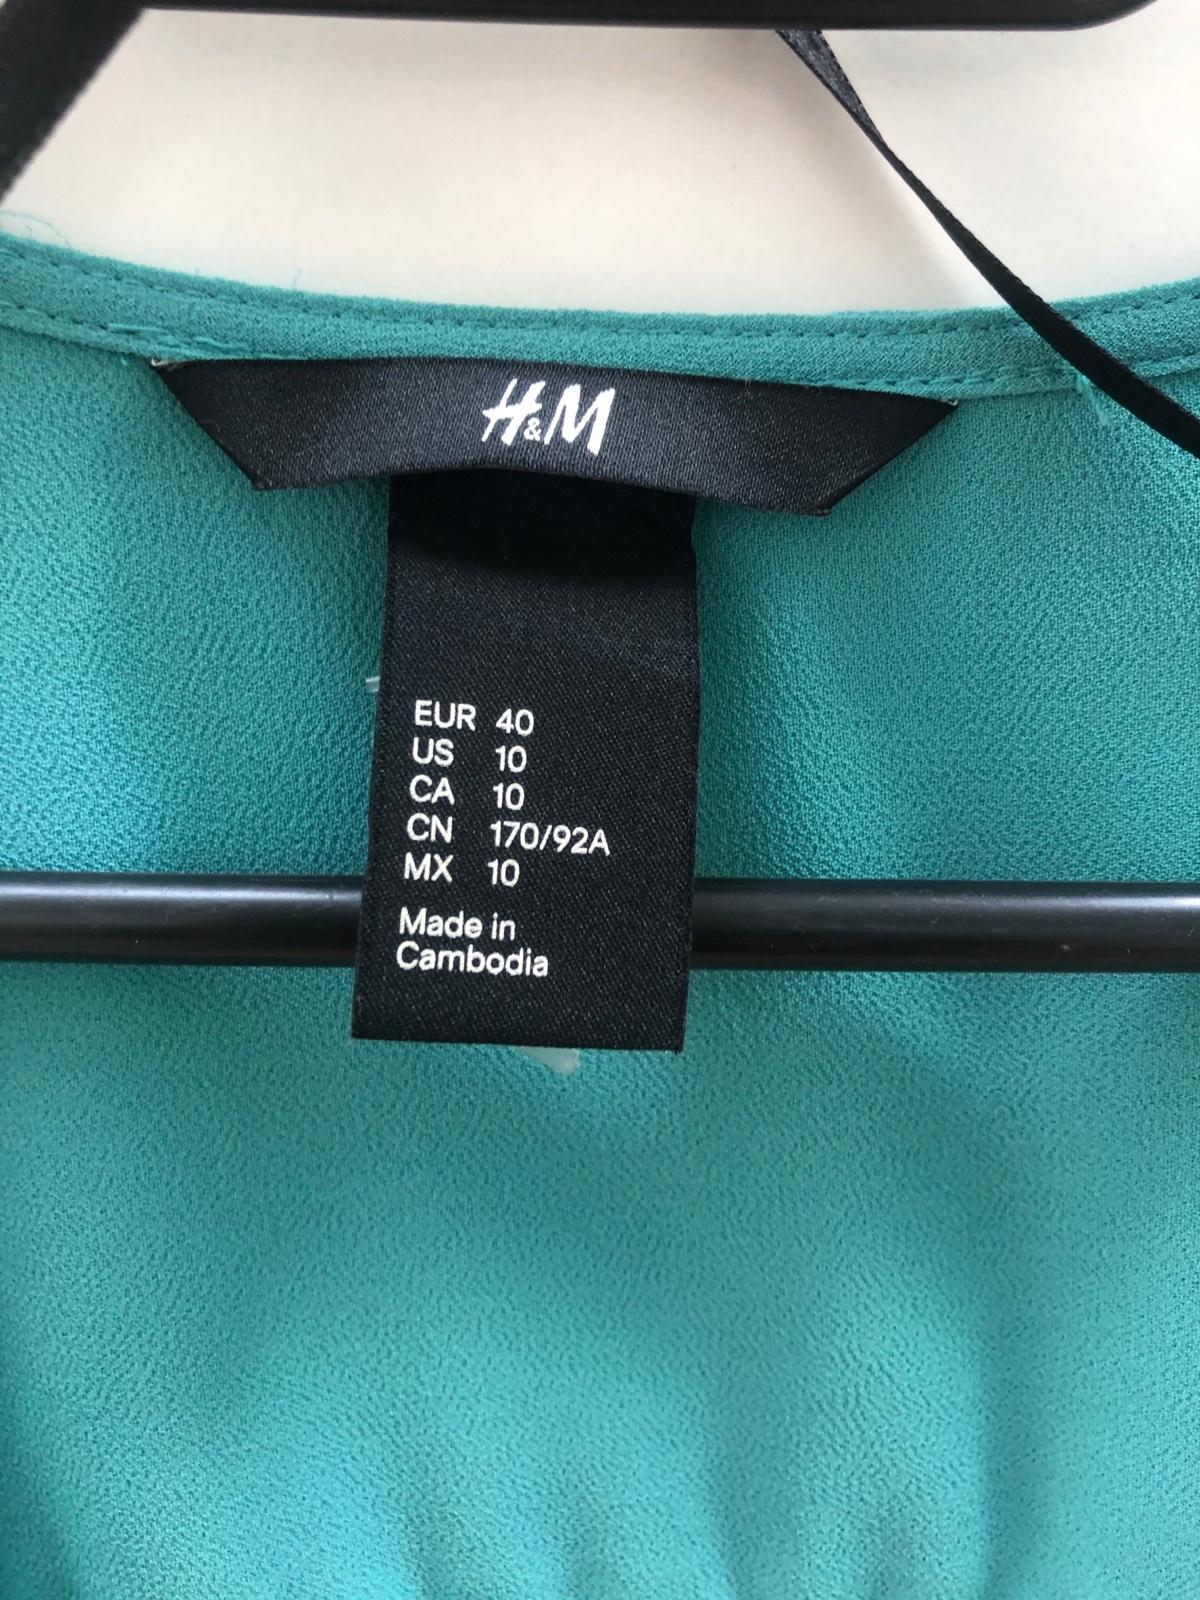 H&M
EUR 40
US 10
CA 10
CN 170/92A
MX 10
Made in
Cambodia